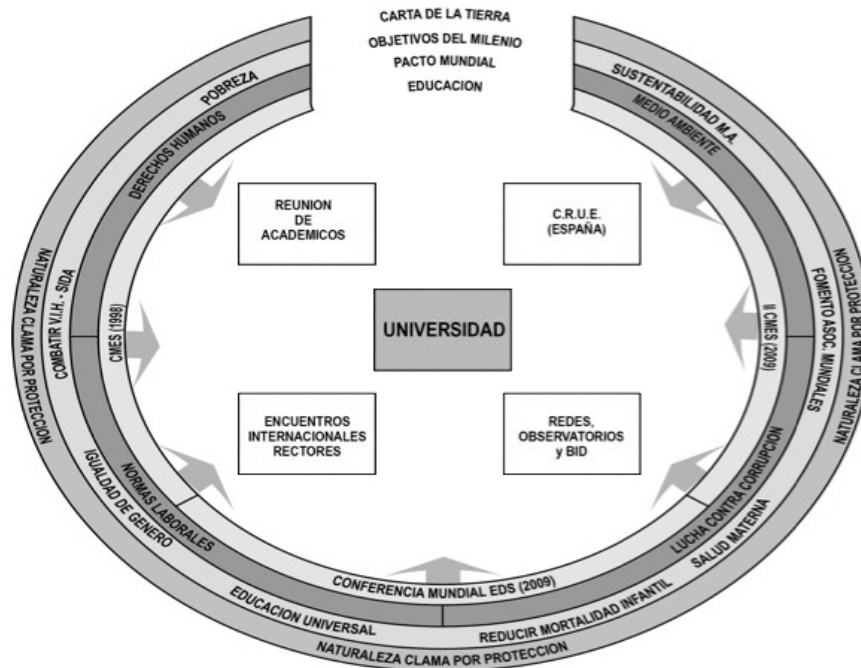 CARTA DE LA TIERRA
OBJETIVOS DEL MILENIO
PACTO MUNDIAL
EDUCACION
POBREZA
SUSTENTABILIDAD M.A.
DERECHOS HUMANOS
MEDIO AMBIENTE
REUNION
DE
ACADEMICOS
C.R.U.E.
(ESPAÑA)
NATURALEZA CLAMA POR PROTECCION
COMBATIR V.I.H. - SIDA
CMES (1998)
UNIVERSIDAD
II CMES (2009)
FOMENTO ASOC. MUNDIALES
NATURALEZA CLAMA POR PROTECCION
ENCUENTROS
INTERNACIONALES
RECTORES
REDES,
OBSERVATORIOS
y BID
IGUALDAD DE GENERO
NORMAS LABORALES
LUCHA CONTRA CORRUPCION
SALUD MATERNA
CONFERENCIA MUNDIAL EDS (2009)
EDUCACION UNIVERSAL
REDUCIR MORTALIDAD INFANTIL
NATURALEZA CLAMA POR PROTECCION